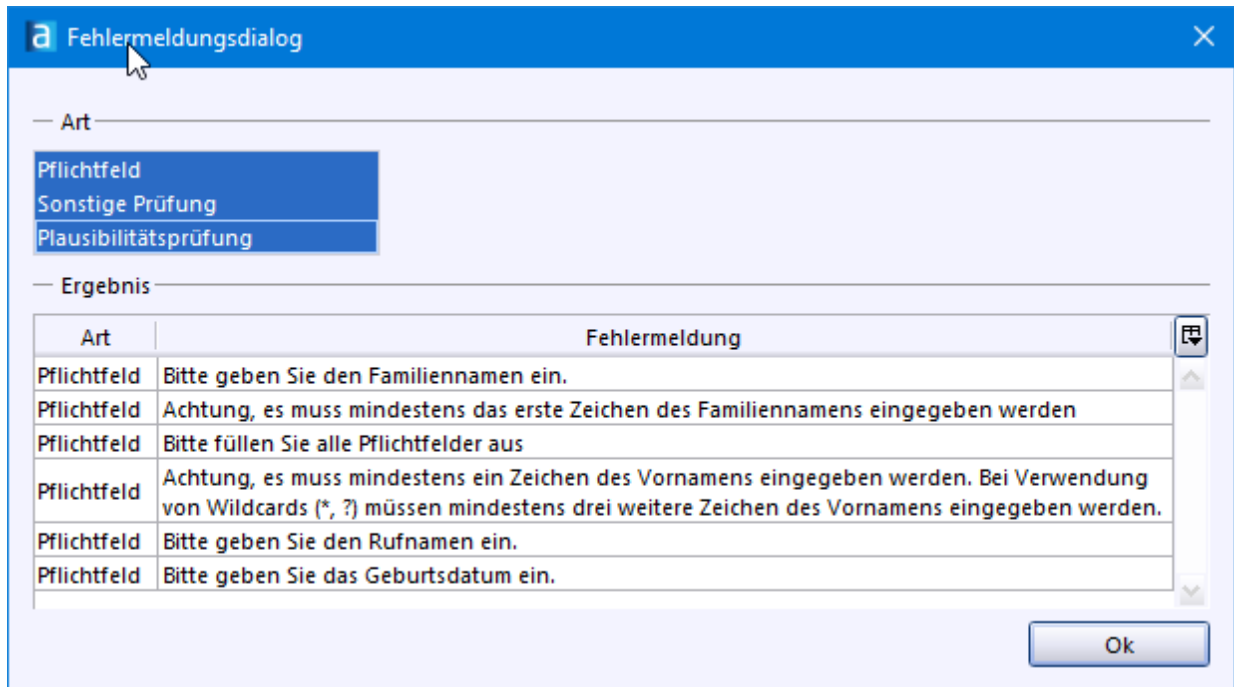 a Fehlermeldungsdialog
Art
Pflichtfeld
Sonstige Prüfung
Plausibilitätsprüfung
Ergebnis
Art Fehlermeldung
Pflichtfeld Bitte geben Sie den Familiennamen ein.
Pflichtfeld Achtung, es muss mindestens das erste Zeichen des Familiennamens eingegeben werden
Pflichtfeld Bitte füllen Sie alle Pflichtfelder aus
Pflichtfeld Achtung, es muss mindestens ein Zeichen des Vornamens eingegeben werden. Bei Verwendung
von Wildcards (*, ?) müssen mindestens drei weitere Zeichen des Vornamens eingegeben werden.
Pflichtfeld Bitte geben Sie den Rufnamen ein.
Pflichtfeld Bitte geben Sie das Geburtsdatum ein.
Ok